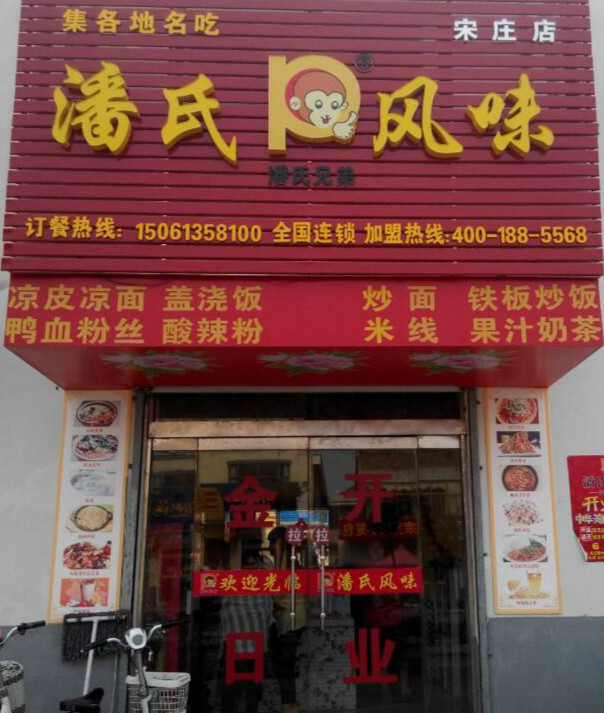 集各地名吃
宋庄店
潘氏 风味
潘氏兄弟
订餐热线: 15061358100 全国连锁 加盟热线:400-188-5568
凉皮凉面 盖浇饭 炒面 铁板炒饭
鸭血粉丝 酸辣粉 米线 果汁奶茶
金 开
拉 拉
欢迎光临 潘氏风味
日 业
开业
6